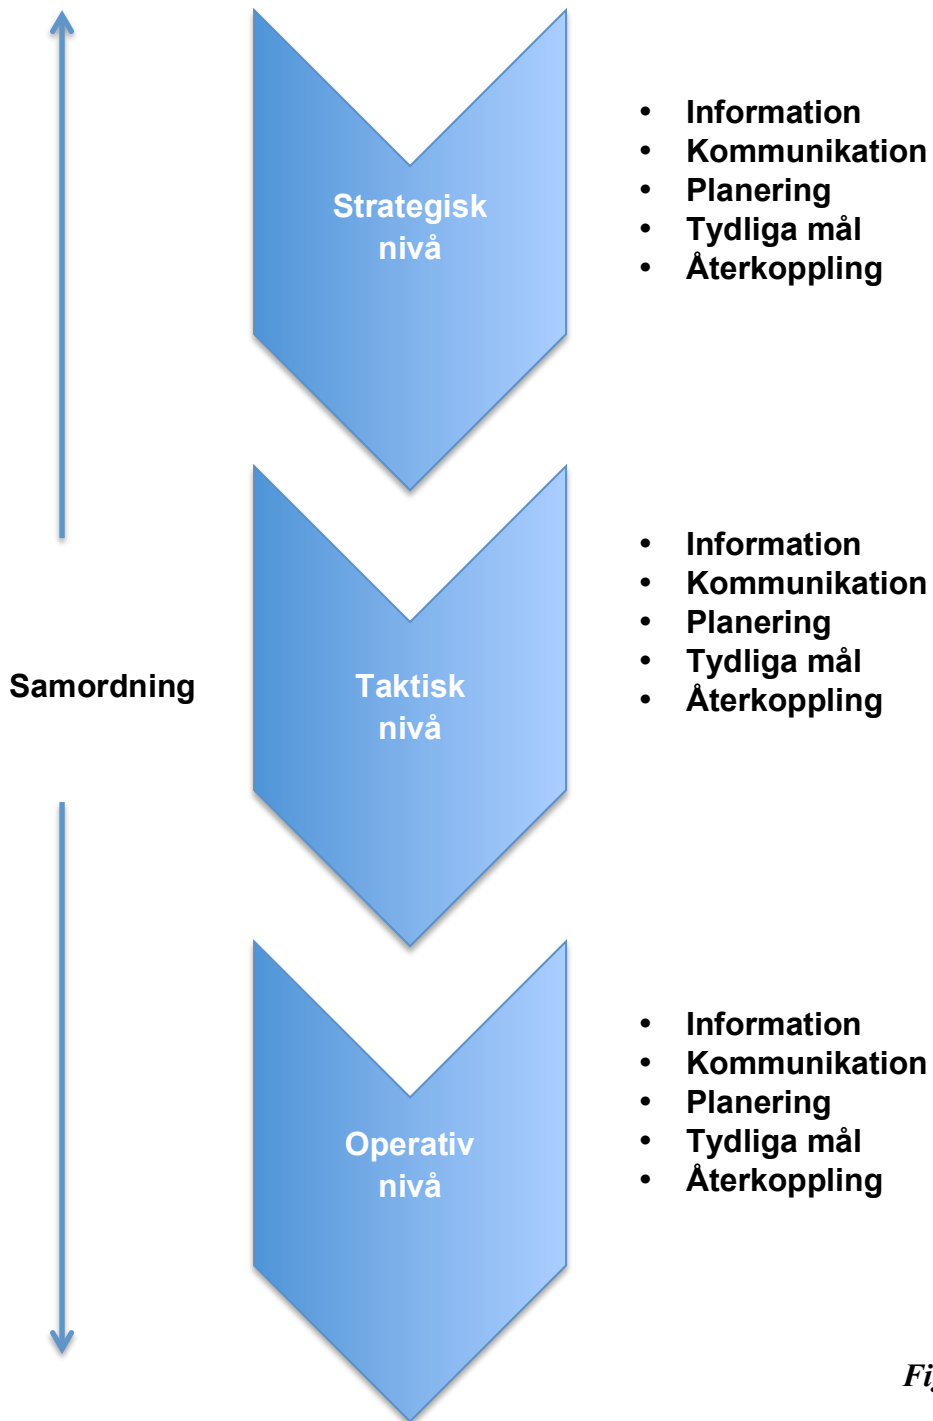 • Information
• Kommunikation
• Planering
• Tydliga mål
• Återkoppling
Strategisk
nivå
• Information
• Kommunikation
• Planering
• Tydliga mål
• Återkoppling
Samordning
Taktisk
nivå
• Information
• Kommunikation
• Planering
• Tydliga mål
• Återkoppling
Operativ
nivå